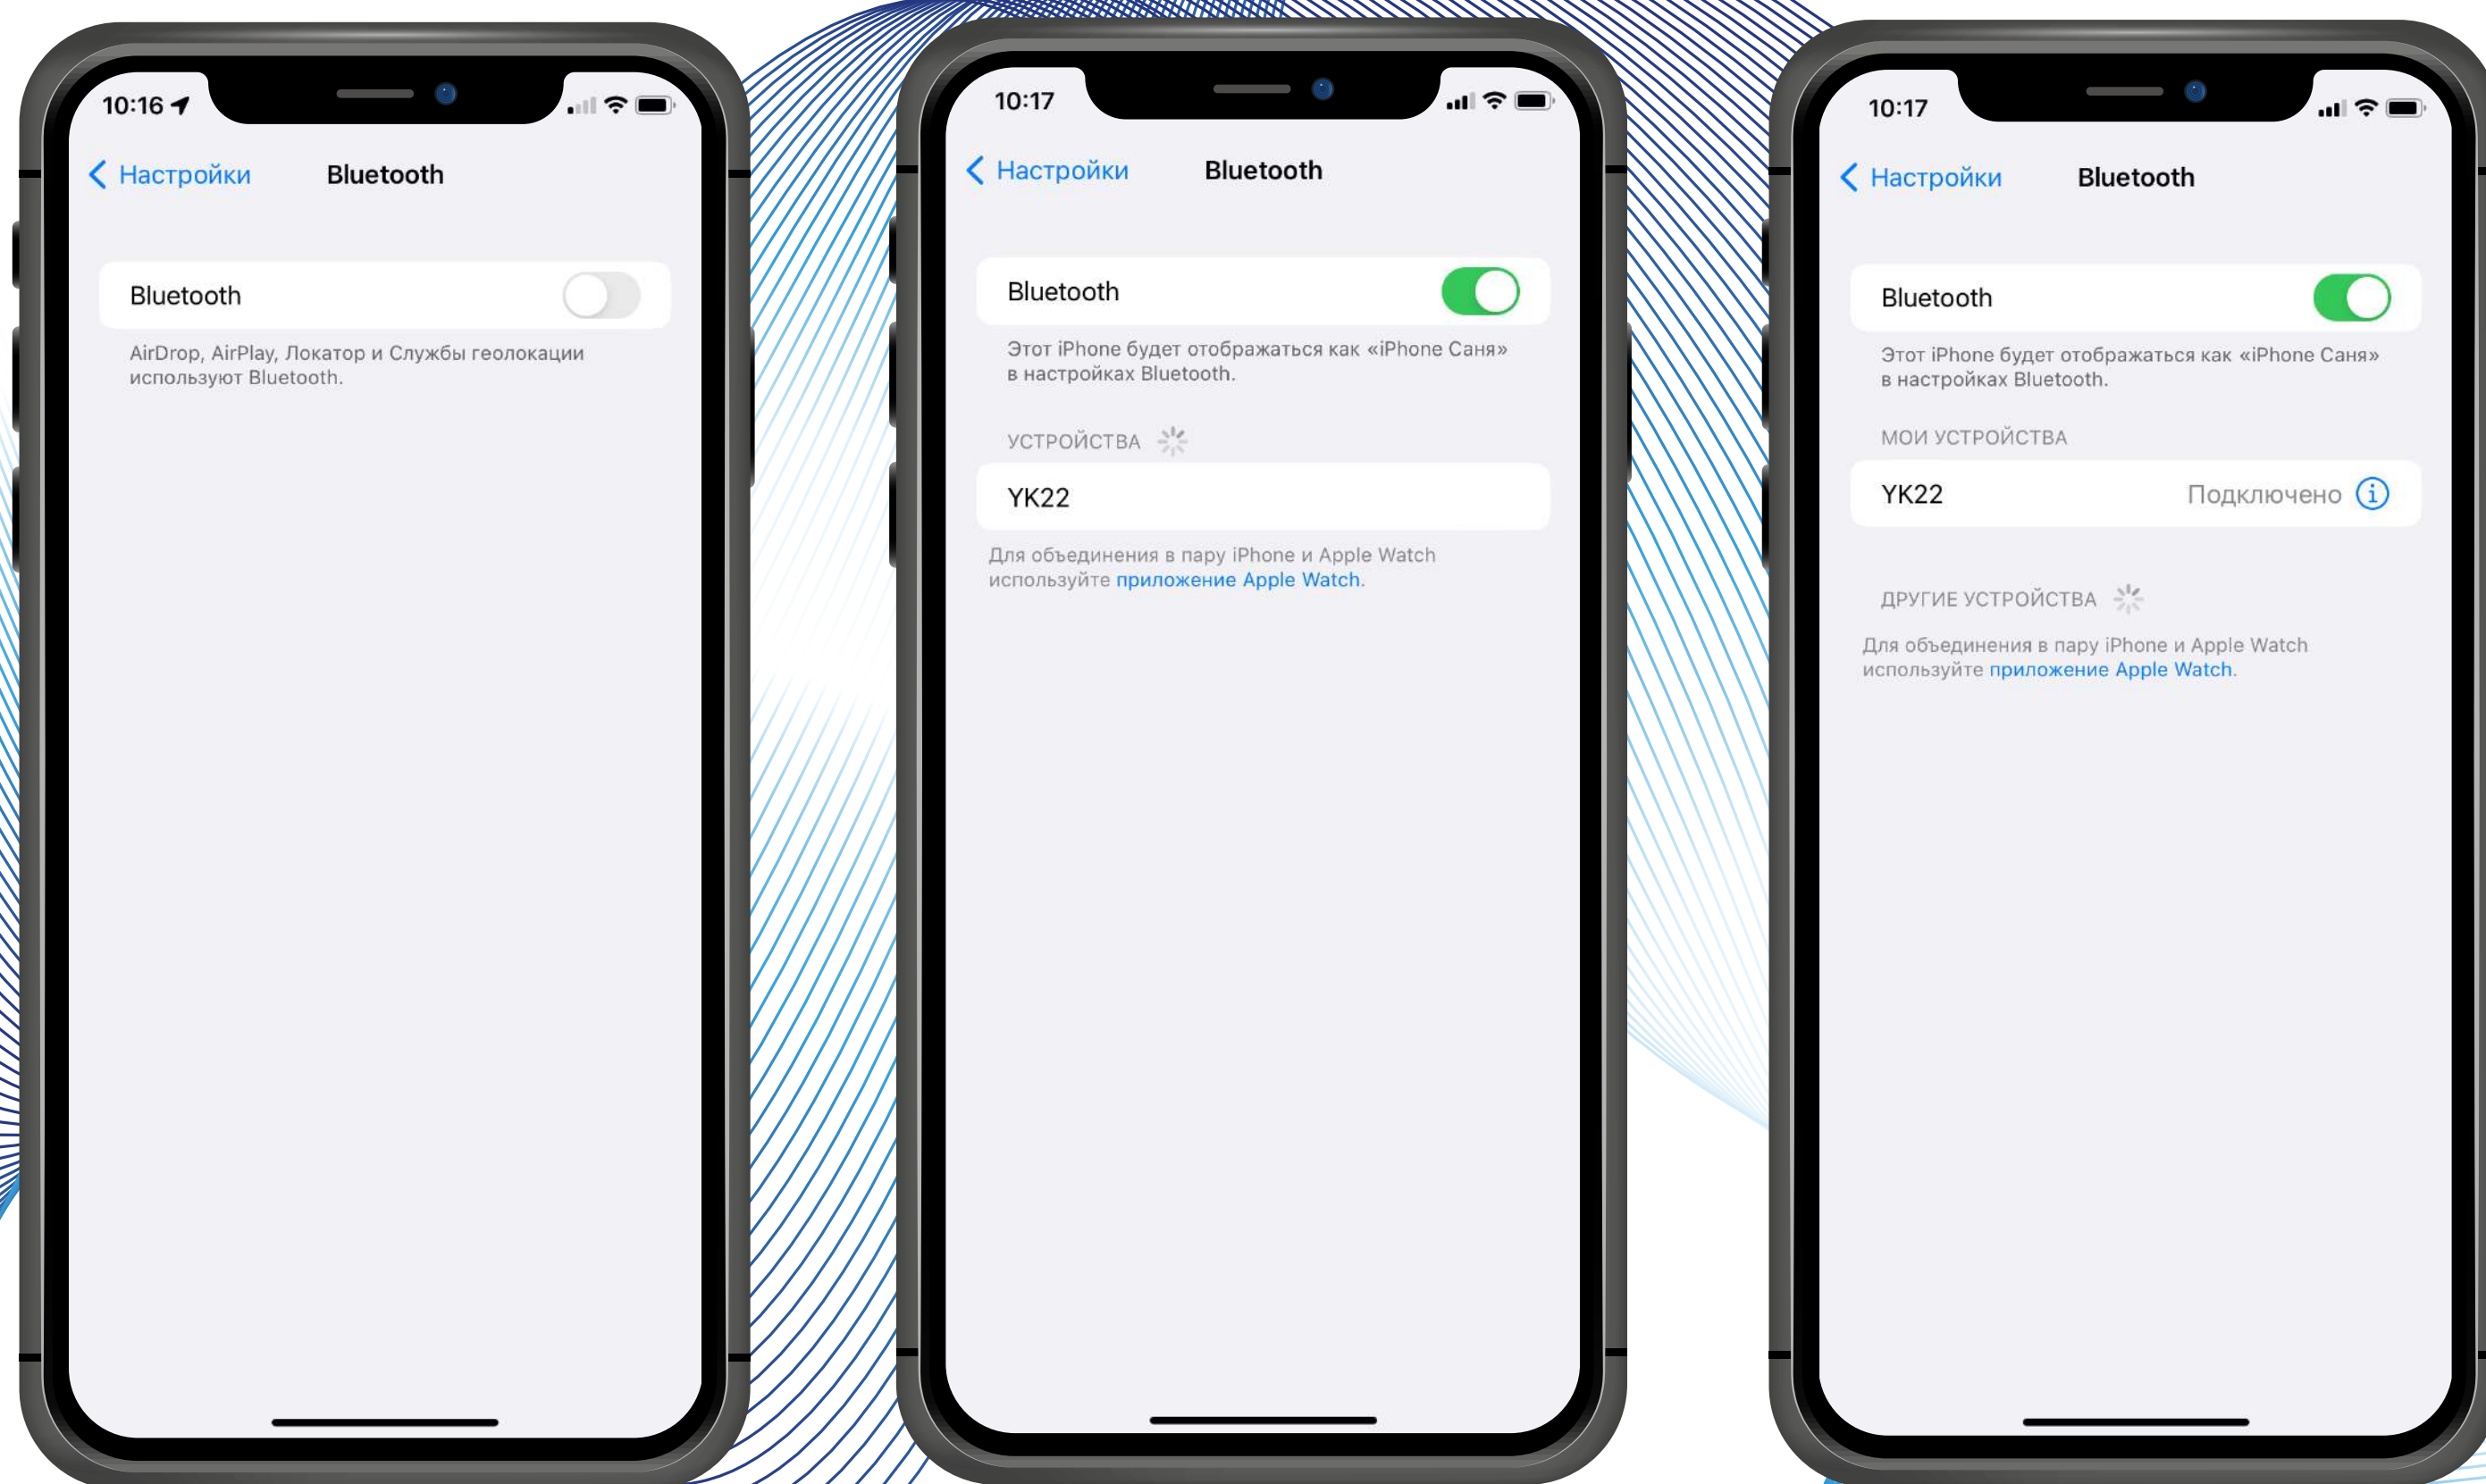 10:16
Настройки Bluetooth
Bluetooth
AirDrop, AirPlay, Локатор и Службы геолокации
используют Bluetooth.
10:17
Настройки Bluetooth
Bluetooth
Этот iPhone будет отображаться как «iPhone Саня»
в настройках Bluetooth.
УСТРОЙСТВА
YK22
Для объединения в пару iPhone и Apple Watch
используйте приложение Apple Watch.
10:17
Настройки Bluetooth
Bluetooth
Этот iPhone будет отображаться как «iPhone Саня»
в настройках Bluetooth.
МОИ УСТРОЙСТВА
YK22 Подключено
ДРУГИЕ УСТРОЙСТВА
Для объединения в пару iPhone и Apple Watch
используйте приложение Apple Watch.